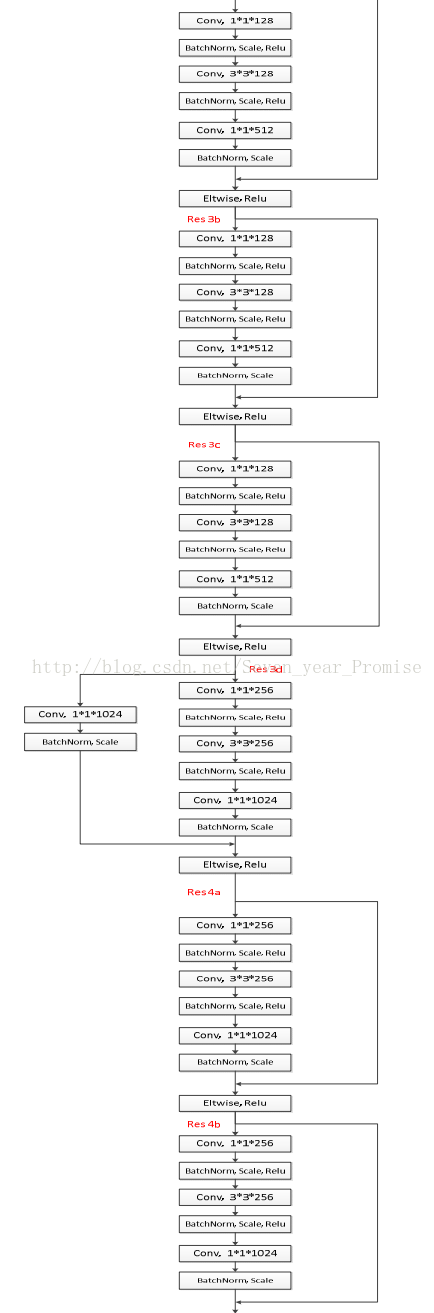 Conv, 1*1*128
BatchNorm, Scale, Relu
Conv, 3*3*128
BatchNorm, Scale, Relu
Conv, 1*1*512
BatchNorm, Scale
Eltwise, Relu
Res 3b
Conv, 1*1*128
BatchNorm, Scale, Relu
Conv, 3*3*128
BatchNorm, Scale, Relu
Conv, 1*1*512
BatchNorm, Scale
Eltwise, Relu
Res 3c
Conv, 1*1*128
BatchNorm, Scale, Relu
Conv, 3*3*128
BatchNorm, Scale, Relu
Conv, 1*1*512
BatchNorm, Scale
Eltwise, Relu
http://blog.csdn.net/Seven_year_Promise
Res 3d
Conv, 1*1*256
Conv, 1*1*1024
BatchNorm, Scale, Relu
BatchNorm, Scale
Conv, 3*3*256
BatchNorm, Scale, Relu
Conv, 1*1*1024
BatchNorm, Scale
Eltwise, Relu
Res 4a
Conv, 1*1*256
BatchNorm, Scale, Relu
Conv, 3*3*256
BatchNorm, Scale, Relu
Conv, 1*1*1024
BatchNorm, Scale
Eltwise, Relu
Res 4b
Conv, 1*1*256
BatchNorm, Scale, Relu
Conv, 3*3*256
BatchNorm, Scale, Relu
Conv, 1*1*1024
BatchNorm, Scale